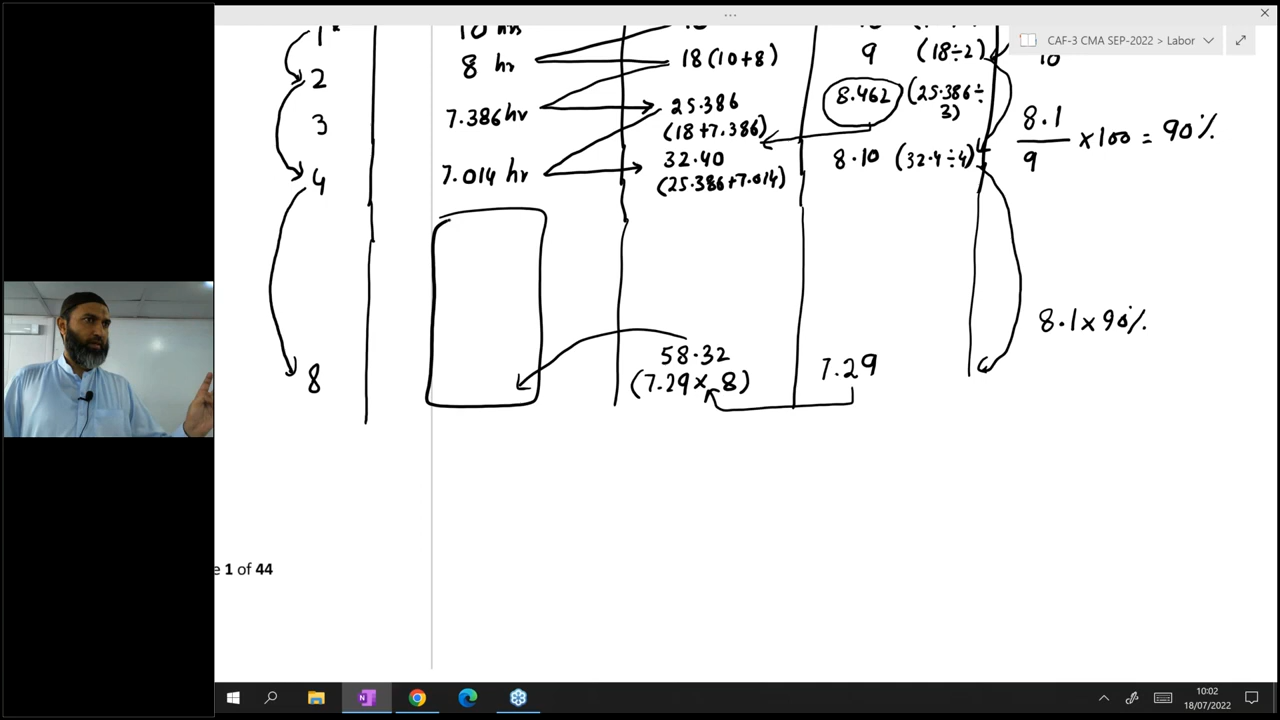 CAF-3 CMA SEP-2022 > Labor
10 hrs
2 8 hr 18 (10+8) 9 (18÷2) 10
3 7.386 hr 25.386 8.462 (25.386÷3)
(18+7.386)
8.1/9 ×100 = 90%
4 7.014 hr 32.40 8.10 (32.4÷4)
(25.386+7.014)
8.1×90%
8 58.32 7.29
(7.29×8)
e 1 of 44
10:02
18/07/2022